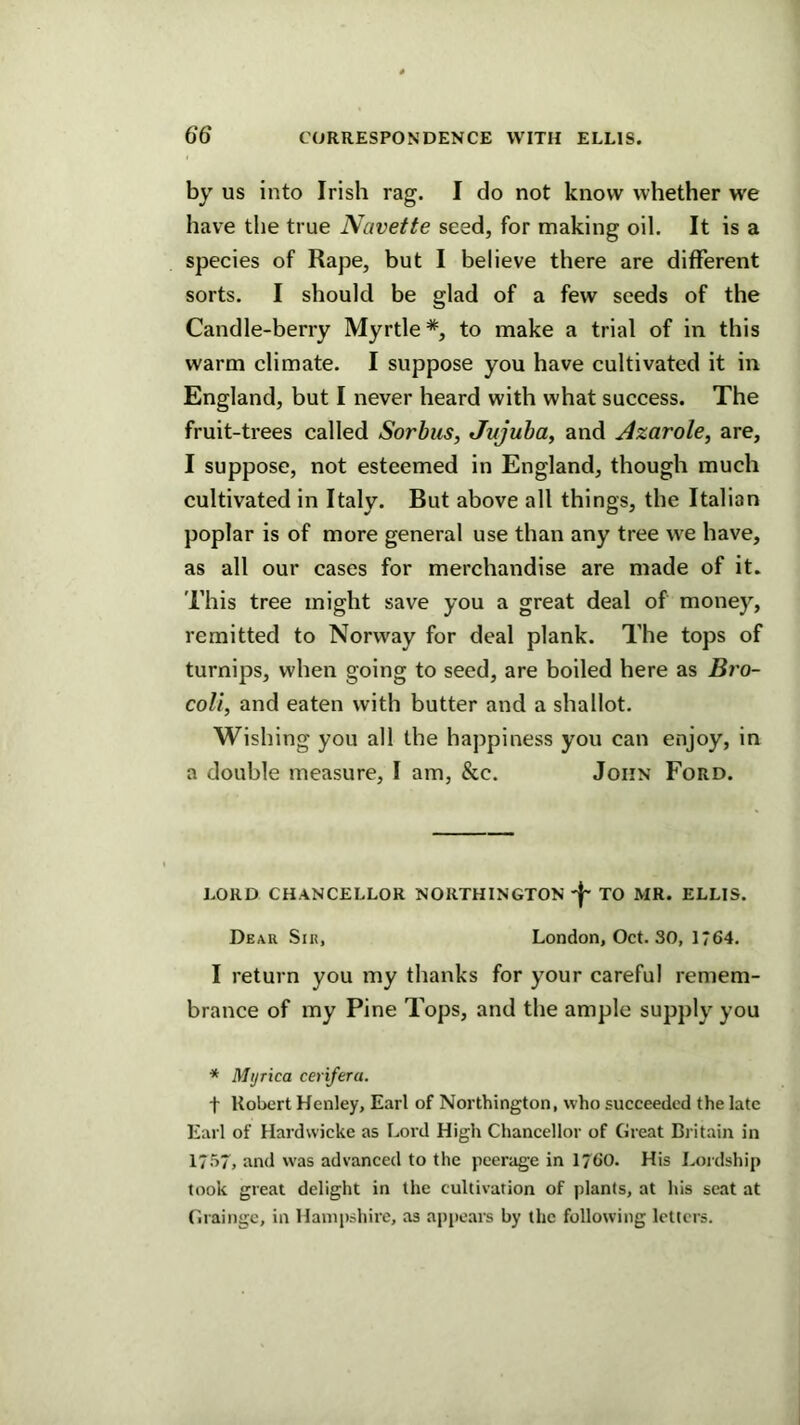 66 CORRESPONDENCE WITH ELLIS.
by us into Irish rag. I do not know whether we
have the true Navette seed, for making oil. It is a
species of Rape, but I believe there are different
sorts. I should be glad of a few seeds of the
Candle-berry Myrtle *, to make a trial of in this
warm climate. I suppose you have cultivated it in
England, but I never heard with what success. The
fruit-trees called Sorbus, Jujuba, and Azarole, are,
I suppose, not esteemed in England, though much
cultivated in Italy. But above all things, the Italian
poplar is of more general use than any tree we have,
as all our cases for merchandise are made of it.
This tree might save you a great deal of money,
remitted to Norway for deal plank. The tops of
turnips, when going to seed, are boiled here as Bro-
coli, and eaten with butter and a shallot.
Wishing you all the happiness you can enjoy, in
a double measure, I am, &c. John Ford.
LORD CHANCELLOR NORTHINGTON † TO MR. ELLIS.
Dear Sir, London, Oct. 30, 1764.
I return you my thanks for your careful remem-
brance of my Pine Tops, and the ample supply you
* Myrica cerifera.
† Robert Henley, Earl of Northington, who succeeded the late
Earl of Hardwicke as Lord High Chancellor of Great Britain in
1757, and was advanced to the peerage in 1760. His Lordship
took great delight in the cultivation of plants, at his seat at
Grainge, in Hampshire, as appears by the following letters.